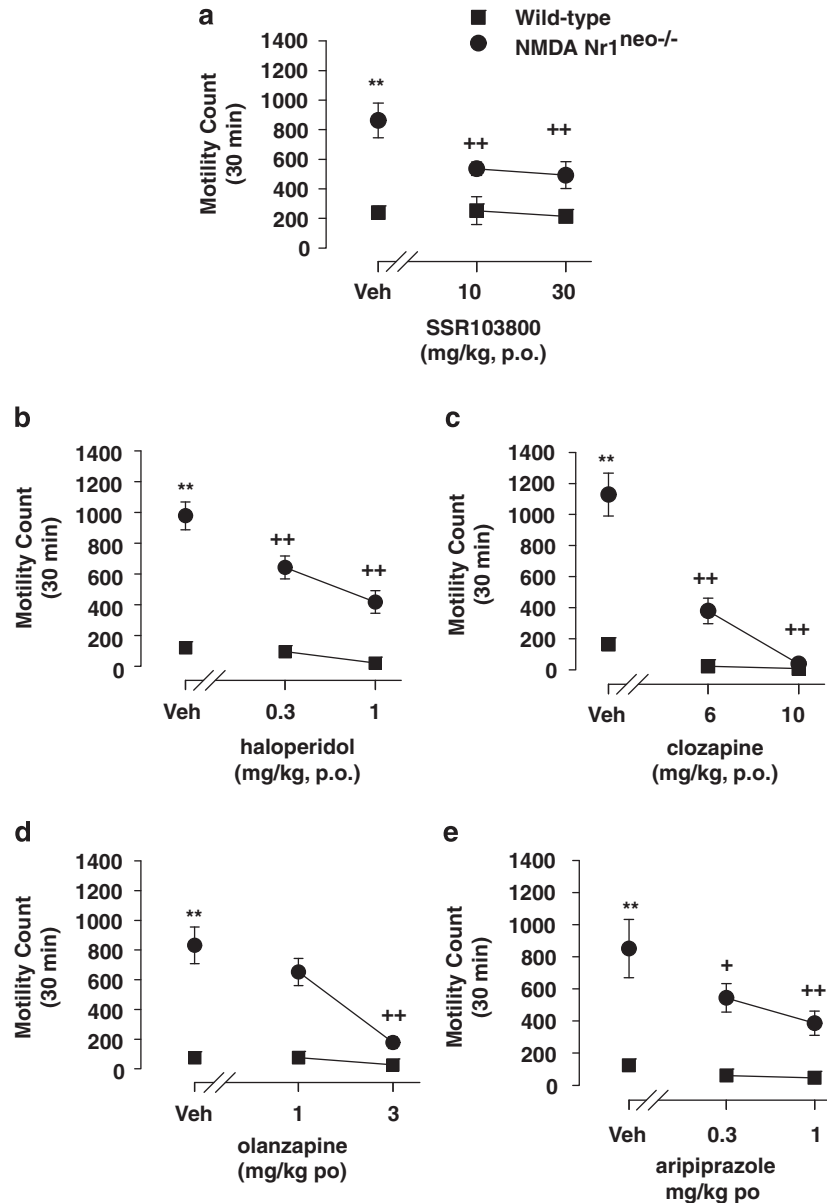 a
Wild-type
NMDA Nr1neo-/-
1400
1200
1000
800
600
400
200
0
Motility Count
(30 min)
**
++
++
Veh
10
30
SSR103800
(mg/kg, p.o.)
b
1400
1200
1000
800
600
400
200
0
Motility Count
(30 min)
**
++
++
Veh
0.3
1
haloperidol
(mg/kg, p.o.)
c
1400
1200
1000
800
600
400
200
0
Motility Count
(30 min)
**
++
++
Veh
6
10
clozapine
(mg/kg, p.o.)
d
1400
1200
1000
800
600
400
200
0
Motility Count
(30 min)
**
++
Veh
1
3
olanzapine
(mg/kg po)
e
1400
1200
1000
800
600
400
200
0
Motility Count
(30 min)
**
+
++
Veh
0.3
1
aripiprazole
mg/kg po